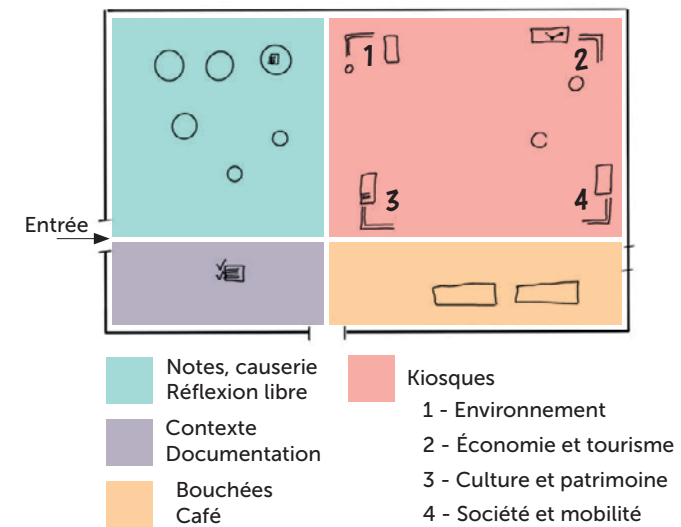 1
2
3
4
Entrée
Notes, causerie
Réflexion libre
Contexte
Documentation
Bouchées
Café
Kiosques
1 - Environnement
2 - Économie et tourisme
3 - Culture et patrimoine
4 - Société et mobilité